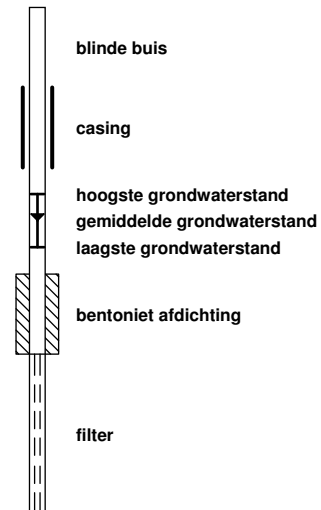 blinde buis
casing
hoogste grondwaterstand
gemiddelde grondwaterstand
laagste grondwaterstand
bentoniet afdichting
filter